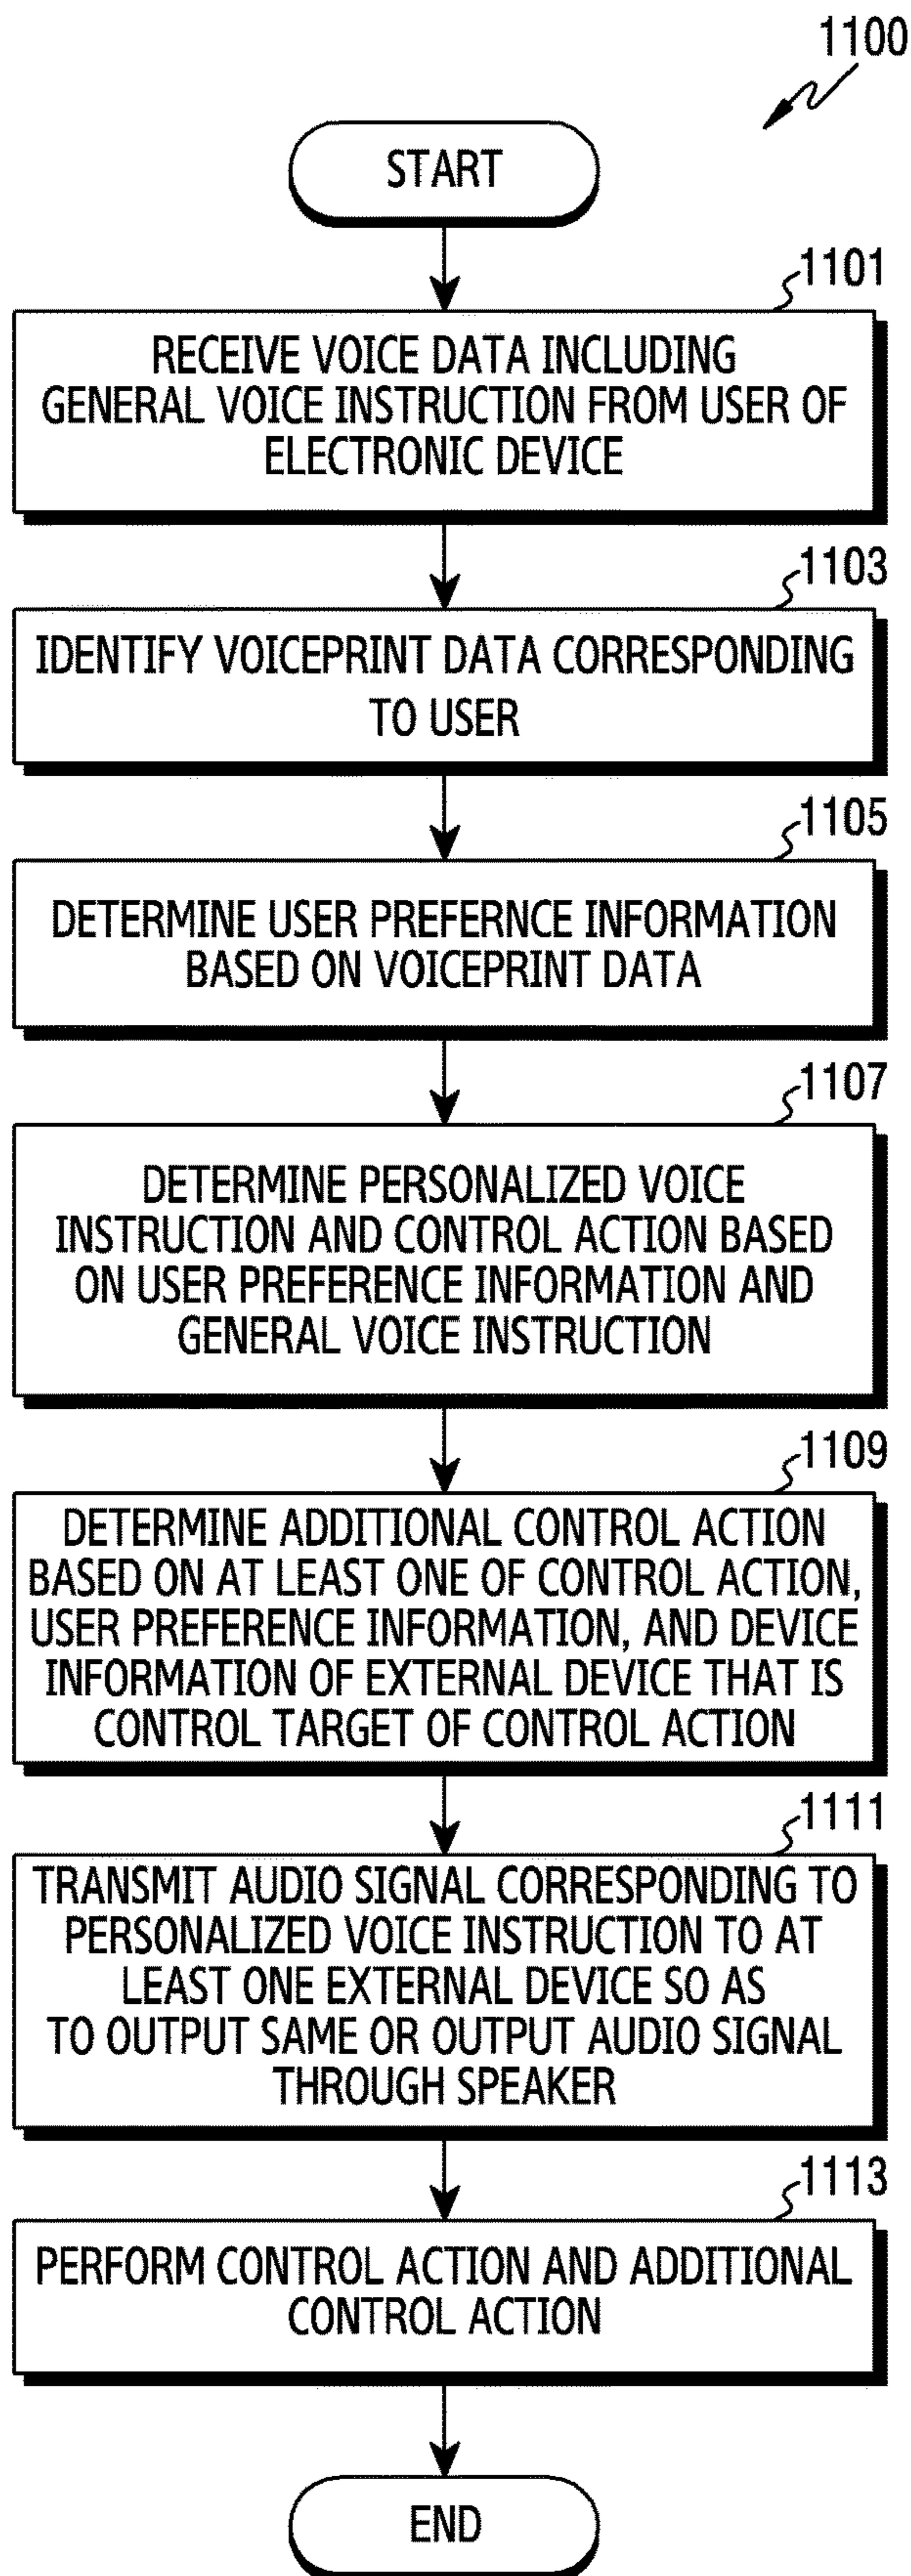 1100
START
1101
RECEIVE VOICE DATA INCLUDING
GENERAL VOICE INSTRUCTION FROM USER OF
ELECTRONIC DEVICE
1103
IDENTIFY VOICEPRINT DATA CORRESPONDING
TO USER
1105
DETERMINE USER PREFERNCE INFORMATION
BASED ON VOICEPRINT DATA
1107
DETERMINE PERSONALIZED VOICE
INSTRUCTION AND CONTROL ACTION BASED
ON USER PREFERENCE INFORMATION AND
GENERAL VOICE INSTRUCTION
1109
DETERMINE ADDITIONAL CONTROL ACTION
BASED ON AT LEAST ONE OF CONTROL ACTION,
USER PREFERENCE INFORMATION, AND DEVICE
INFORMATION OF EXTERNAL DEVICE THAT IS
CONTROL TARGET OF CONTROL ACTION
1111
TRANSMIT AUDIO SIGNAL CORRESPONDING TO
PERSONALIZED VOICE INSTRUCTION TO AT
LEAST ONE EXTERNAL DEVICE SO AS
TO OUTPUT SAME OR OUTPUT AUDIO SIGNAL
THROUGH SPEAKER
1113
PERFORM CONTROL ACTION AND ADDITIONAL
CONTROL ACTION
END